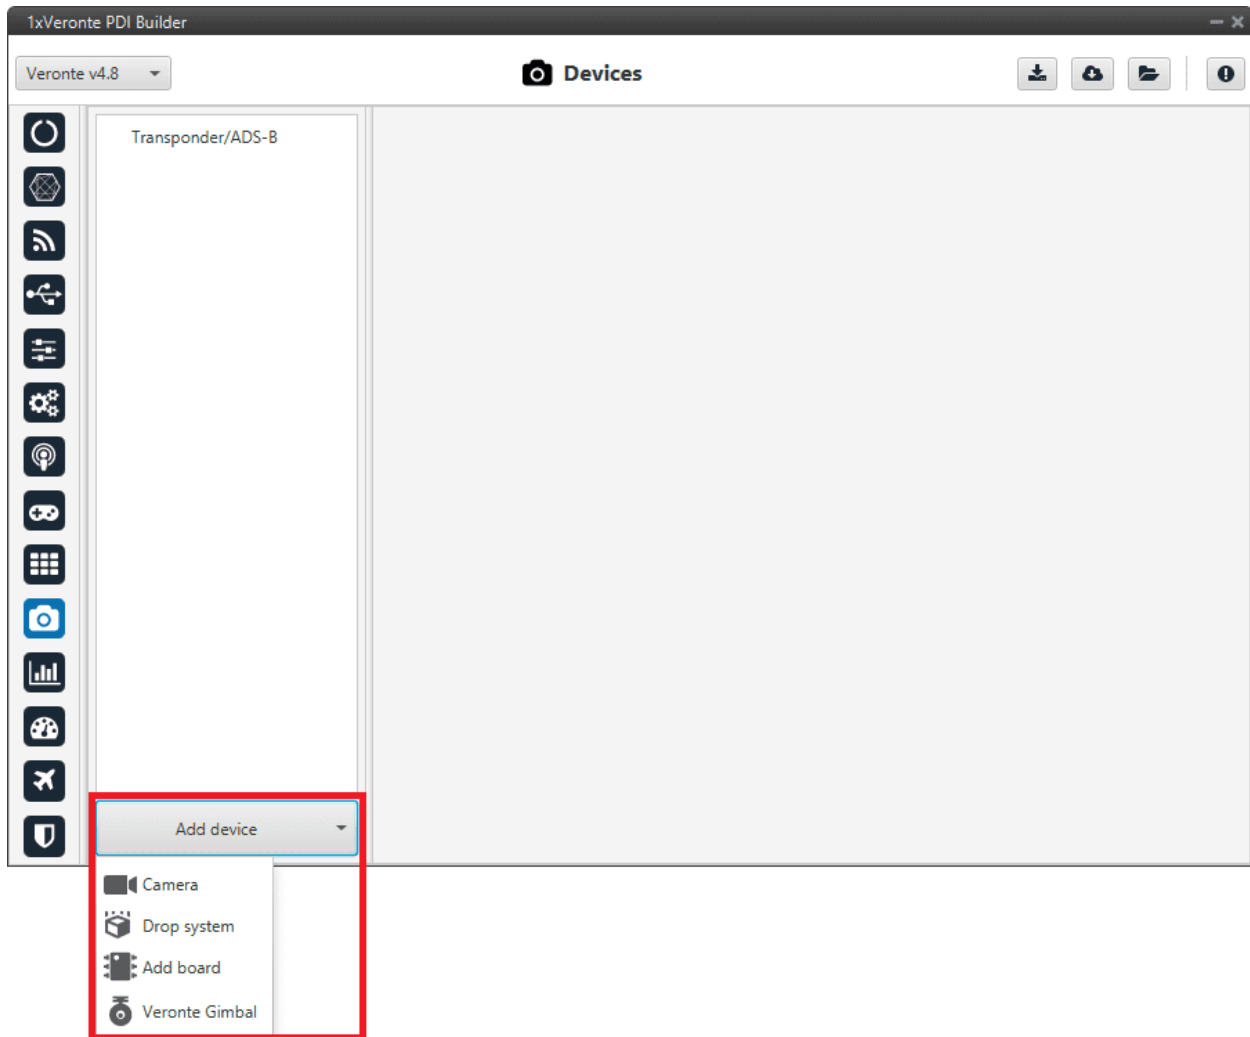 1xVeronte PDI Builder
Veronte v4.8
Devices
Transponder/ADS-B
Add device
Camera
Drop system
Add board
Veronte Gimbal